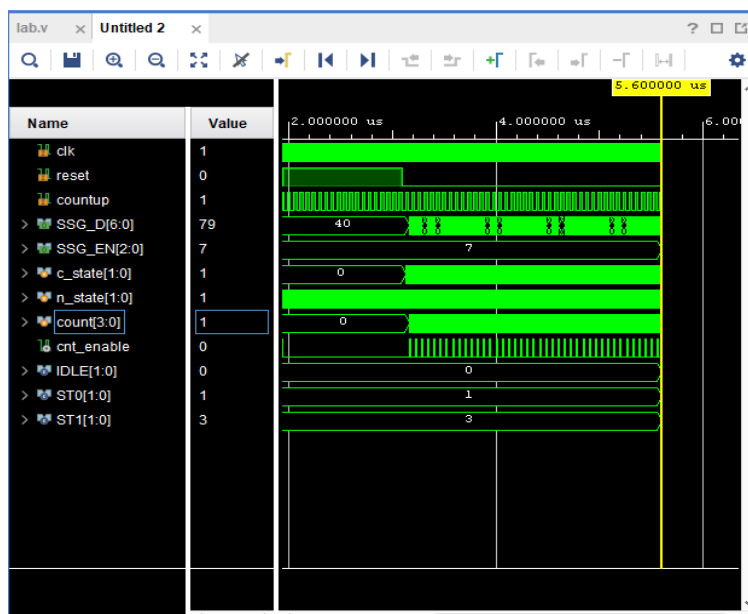 lab.v × Untitled 2 × ?
5.600000 us
Name Value 2.000000 us 4.000000 us 6.00
clk 1
reset 0
countup 1
> SSG_D[6:0] 79 40
> SSG_EN[2:0] 7 7
> c_state[1:0] 1 0
> n_state[1:0] 1
> count[3:0] 1 0
cnt_enable 0
> IDLE[1:0] 0 0
> ST0[1:0] 1 1
> ST1[1:0] 3 3